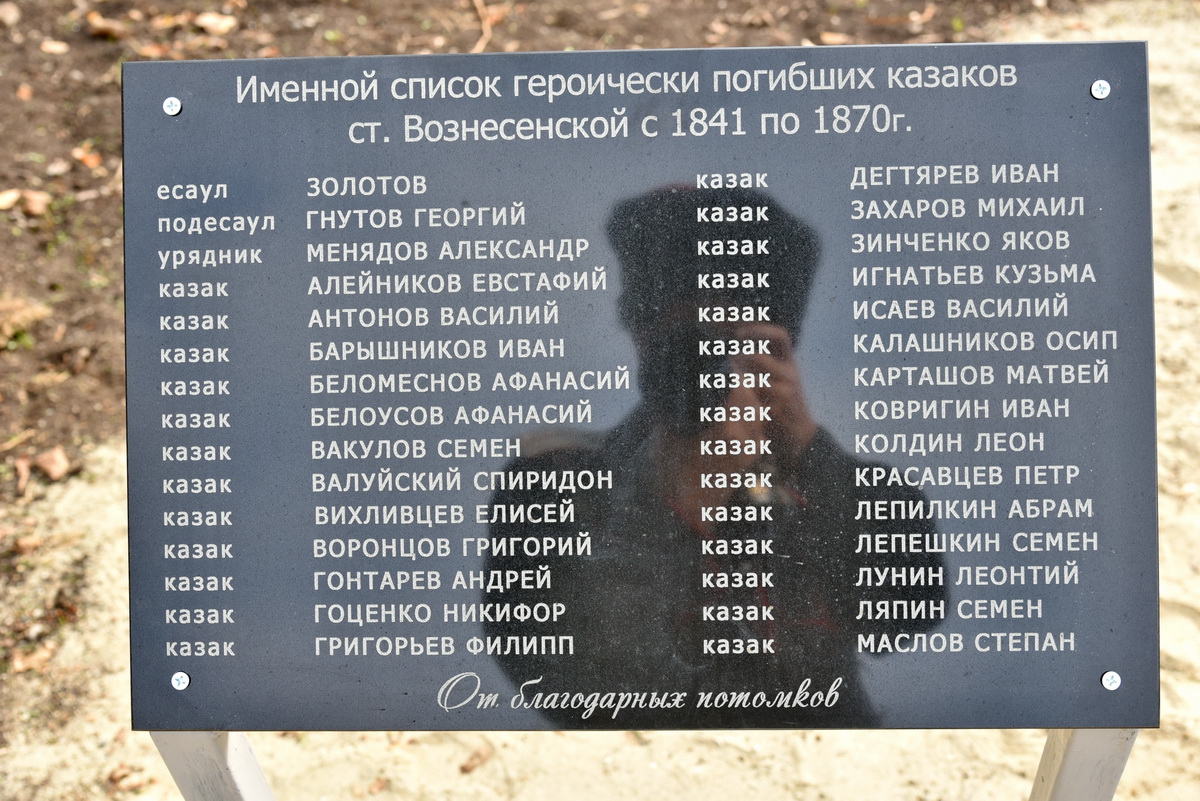 Именной список героически погибших казаков
ст. Вознесенской с 1841 по 1870г.
есаул ЗОЛОТОВ
подесаул ГНУТОВ ГЕОРГИЙ
урядник МЕНЯДОВ АЛЕКСАНДР
казак АЛЕЙНИКОВ ЕВСТАФИЙ
казак АНТОНОВ ВАСИЛИЙ
казак БАРЫШНИКОВ ИВАН
казак БЕЛОМЕСНОВ АФАНАСИЙ
казак БЕЛОУСОВ АФАНАСИЙ
казак ВАКУЛОВ СЕМЕН
казак ВАЛУЙСКИЙ СПИРИДОН
казак ВИХЛИВЦЕВ ЕЛИСЕЙ
казак ВОРОНЦОВ ГРИГОРИЙ
казак ГОНТАРЕВ АНДРЕЙ
казак ГОЦЕНКО НИКИФОР
казак ГРИГОРЬЕВ ФИЛИПП
казак ДЕГТЯРЕВ ИВАН
казак ЗАХАРОВ МИХАИЛ
казак ЗИНЧЕНКО ЯКОВ
казак ИГНАТЬЕВ КУЗЬМА
казак ИСАЕВ ВАСИЛИЙ
казак КАЛАШНИКОВ ОСИП
казак КАРТАШОВ МАТВЕЙ
казак КОВРИГИН ИВАН
казак КОЛДИН ЛЕОН
казак КРАСАВЦЕВ ПЕТР
казак ЛЕПИЛКИН АБРАМ
казак ЛЕПЕШКИН СЕМЕН
казак ЛУНИН ЛЕОНТИЙ
казак ЛЯПИН СЕМЕН
казак МАСЛОВ СТЕПАН
От благодарных потомков